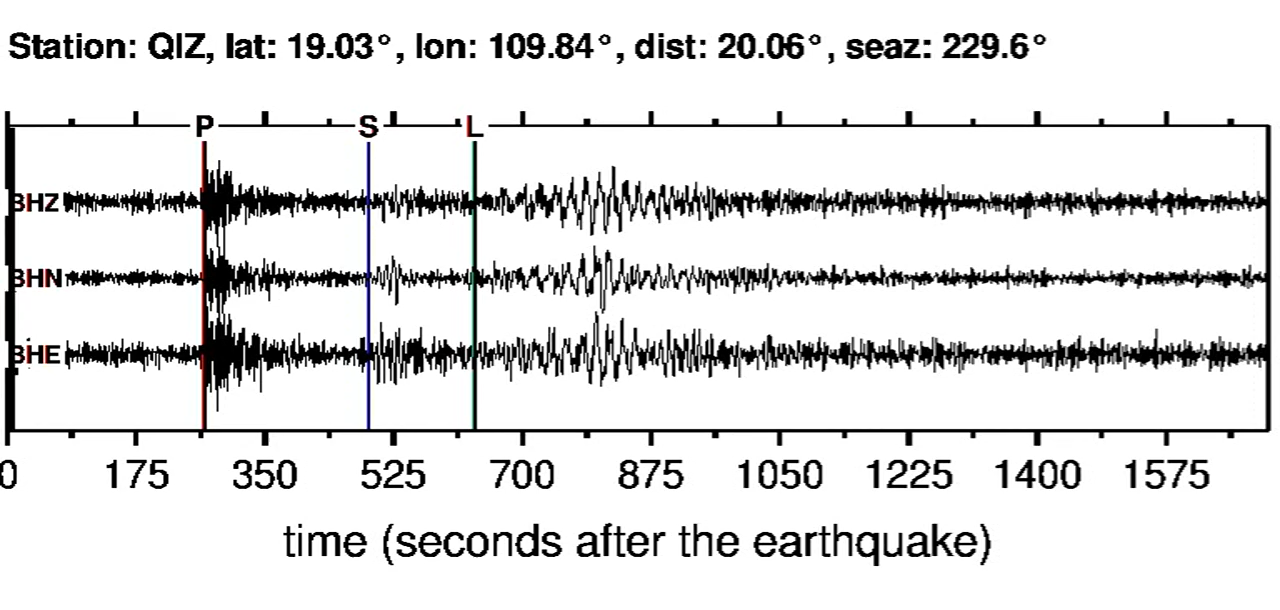 Station: QIZ, lat: 19.03°, lon: 109.84°, dist: 20.06°, seaz: 229.6°
P S L
BHZ
BHN
BHE
0 175 350 525 700 875 1050 1225 1400 1575
time (seconds after the earthquake)